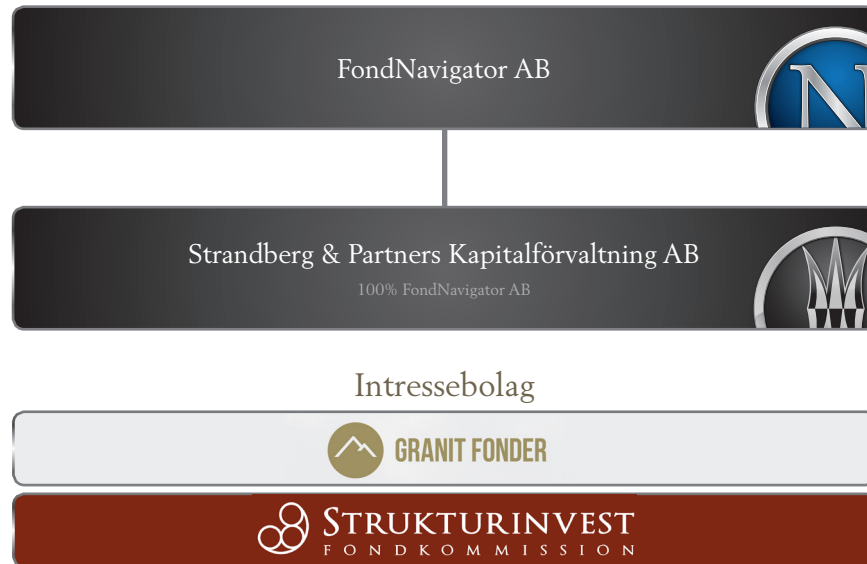 FondNavigator AB
N
Strandberg & Partners Kapitalförvaltning AB
100% FondNavigator AB
Intressebolag
GRANIT FONDER
STRUKTURINVEST
FONDKOMMISSION